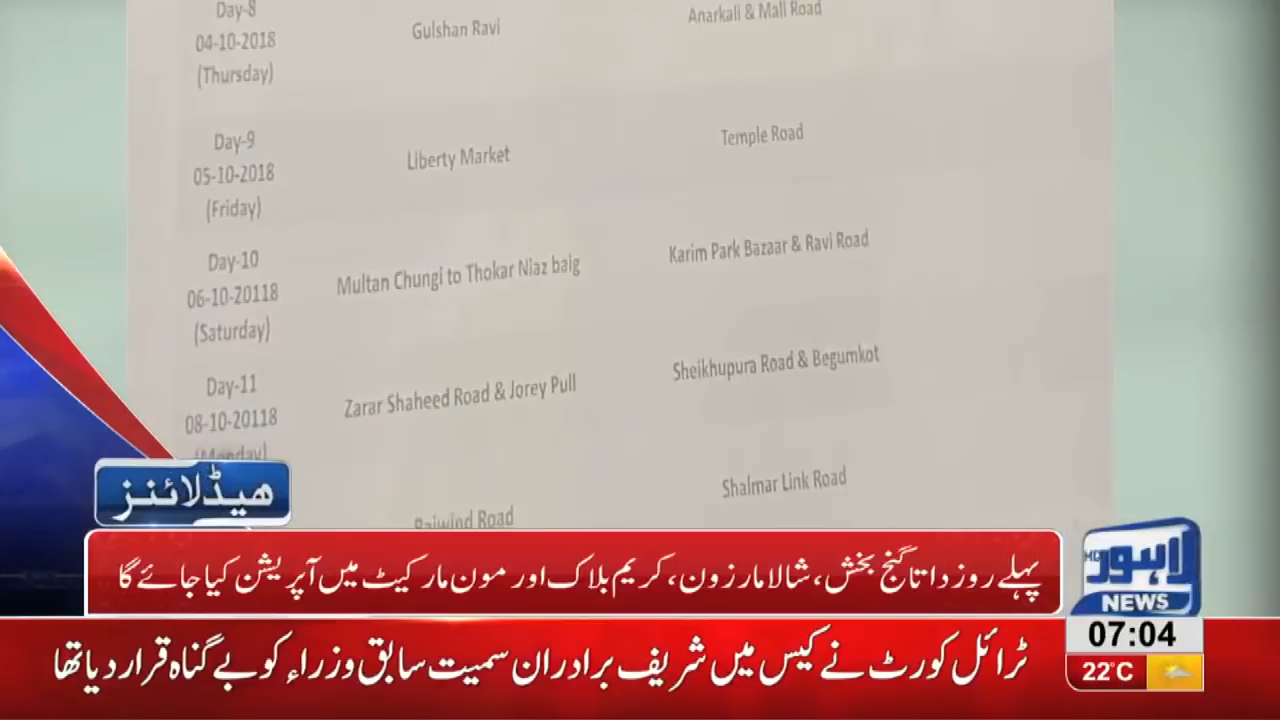 Day-8
04-10-2018
(Thursday)
Gulshan Ravi
Anarkali & Mall Road
Day-9
05-10-2018
(Friday)
Liberty Market
Temple Road
Day-10
06-10-20118
(Saturday)
Multan Chungi to Thokar Niaz baig
Karim Park Bazaar & Ravi Road
Day-11
08-10-20118
(Monday)
Zarar Shaheed Road & Jorey Pull
Sheikhupura Road & Begumkot
Raiwind Road
Shalmar Link Road
ہیڈلائنز
پہلے روز داتا گنج بخش، شالامار زون، کریم بلاک اور مون مارکیٹ میں آپریشن کیا جائے گا
لاہور
HD
NEWS
07:04
22°C
ٹرائل کورٹ نے کیس میں شریف برادران سمیت سابق وزراء کو بے گناہ قرار دیا تھا